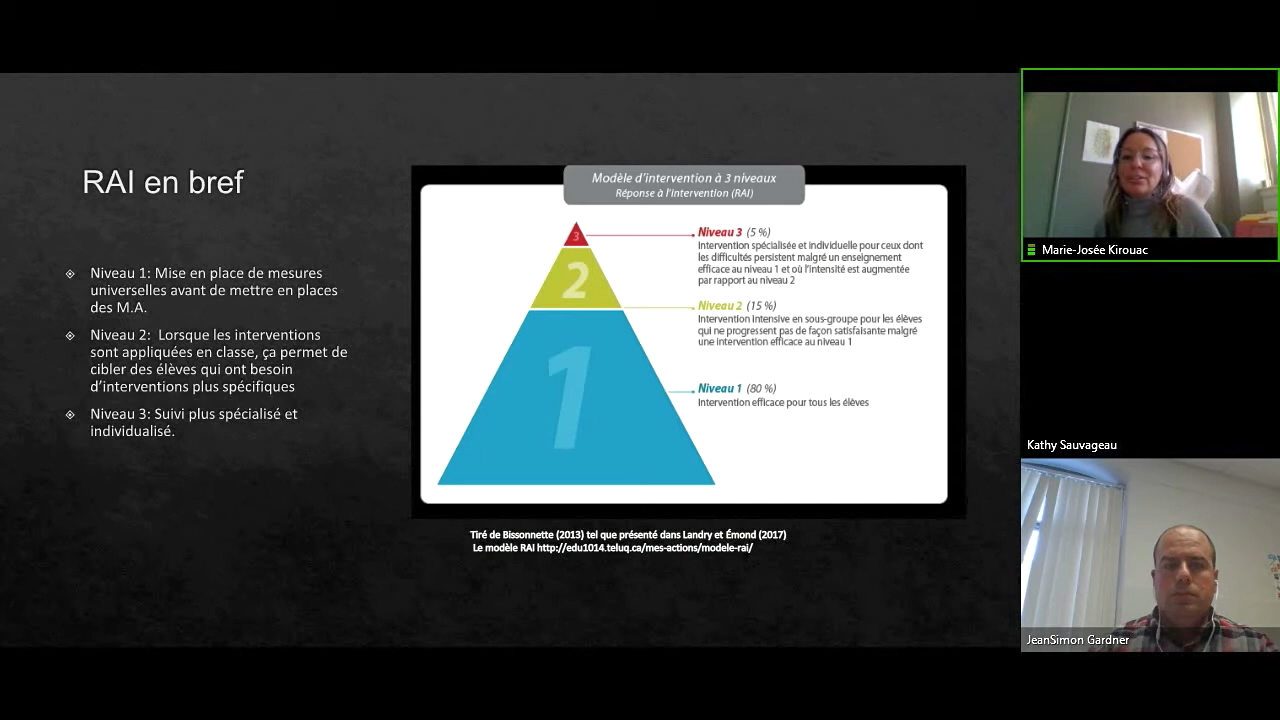 RAI en bref
Niveau 1: Mise en place de mesures
universelles avant de mettre en places
des M.A.
Niveau 2:  Lorsque les interventions
sont appliquées en classe, ça permet de
cibler des élèves qui ont besoin
d'interventions plus spécifiques
Niveau 3: Suivi plus spécialisé et
individualisé.
Modèle d'intervention à 3 niveaux
Réponse à l'Intervention (RAI)
3
2
1
Niveau 3 (5 %)
Intervention spécialisée et individuelle pour ceux dont
les difficultés persistent malgré un enseignement
efficace au niveau 1 et où l'intensité est augmentée
par rapport au niveau 2
Niveau 2 (15 %)
Intervention intensive en sous-groupe pour les élèves
qui ne progressent pas de façon satisfaisante malgré
une intervention efficace au niveau 1
Niveau 1 (80 %)
Intervention efficace pour tous les élèves
Tiré de Bissonnette (2013) tel que présenté dans Landry et Émond (2017)
Le modèle RAI http://edu1014.teluq.ca/mes-actions/modele-rai/
Marie-Josée Kirouac
Kathy Sauvageau
JeanSimon Gardner